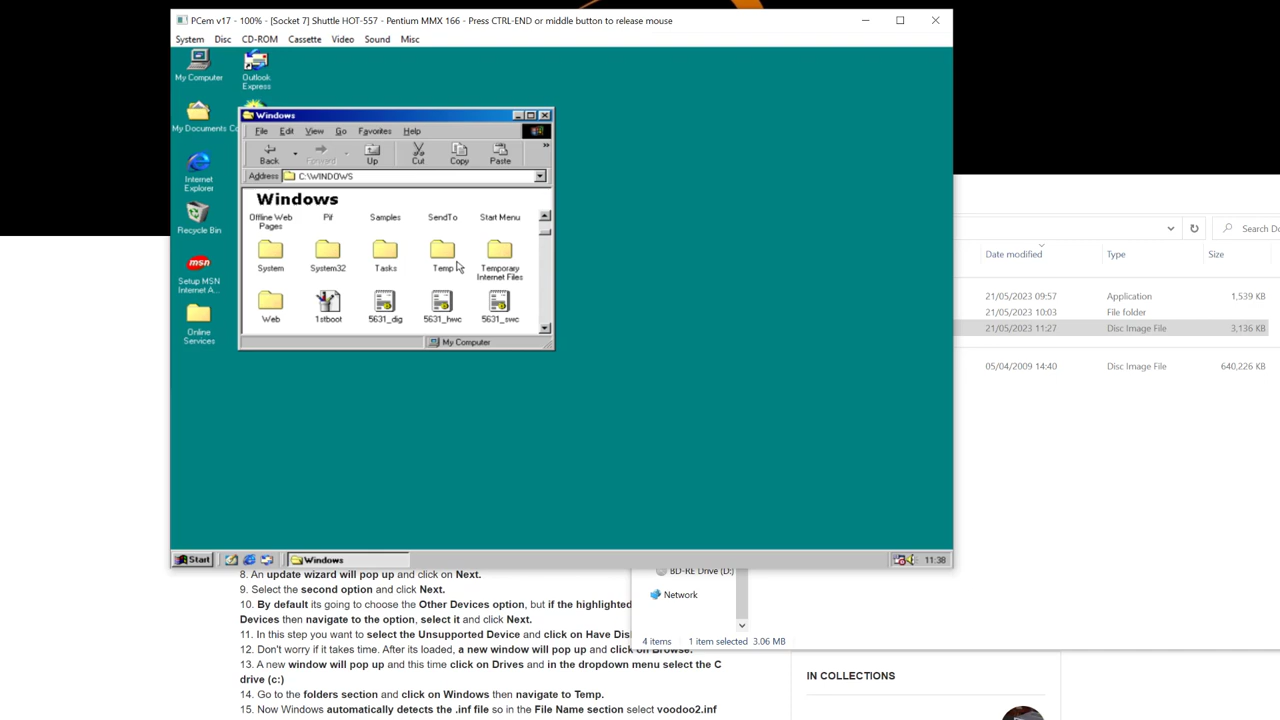 PCem v17 - 100% - [Socket 7] Shuttle HOT-557 - Pentium MMX 166 - Press CTRL-END or middle button to release mouse
System Disc CD-ROM Cassette Video Sound Misc
My Computer
Outlook
Express
My Documents
Internet
Explorer
Recycle Bin
msn
Setup MSN
Internet A...
Online
Services
Windows
File Edit View Go Favorites Help
Back Forward Up Cut Copy Paste
Address C:\WINDOWS
Windows
Offline Web
Pages
Pif Samples SendTo Start Menu
System System32 Tasks Temp Temporary
Internet Files
Web 1stboot 5631_dig 5631_hwc 5631_swc
My Computer
Start Windows 11:38
Search Do
Date modified Type Size
21/05/2023 09:57 Application 1,539 KB
21/05/2023 10:03 File folder
21/05/2023 11:27 Disc Image File 3,136 KB
05/04/2009 14:40 Disc Image File 640,226 KB
BD-RE Drive (D:)
Network
4 items 1 item selected 3.06 MB
8. An update wizard will pop up and click on Next.
9. Select the second option and click Next.
10. By default its going to choose the Other Devices option, but if the highlighted
Devices then navigate to the option, select it and click Next.
11. In this step you want to select the Unsupported Device and click on Have Dis
12. Don't worry if it takes time. After its loaded, a new window will pop up and click on Browse.
13. A new window will pop up and this time click on Drives and in the dropdown menu select the C
drive (c:)
14. Go to the folders section and click on Windows then navigate to Temp.
15. Now Windows automatically detects the .inf file so in the File Name section select voodoo2.inf
IN COLLECTIONS